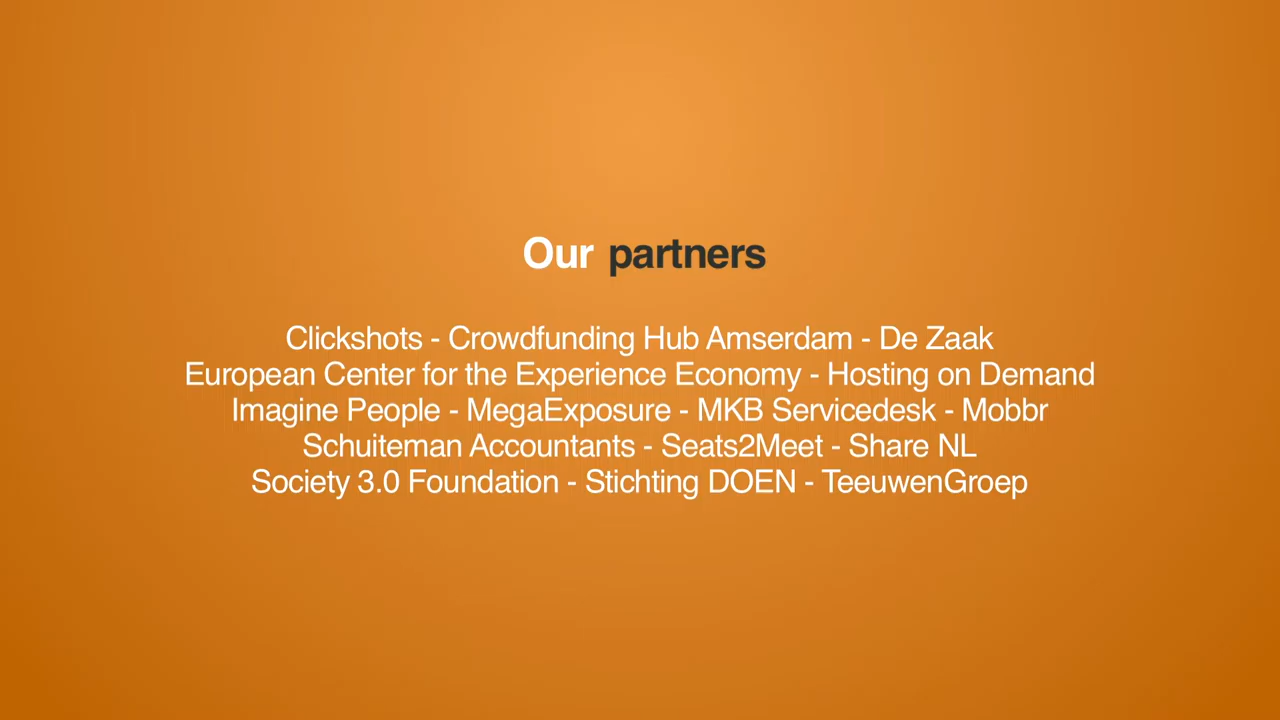 Our partners
Clickshots - Crowdfunding Hub Amserdam - De Zaak
European Center for the Experience Economy - Hosting on Demand
Imagine People - MegaExposure - MKB Servicedesk - Mobbr
Schuiteman Accountants - Seats2Meet - Share NL
Society 3.0 Foundation - Stichting DOEN - TeeuwenGroep